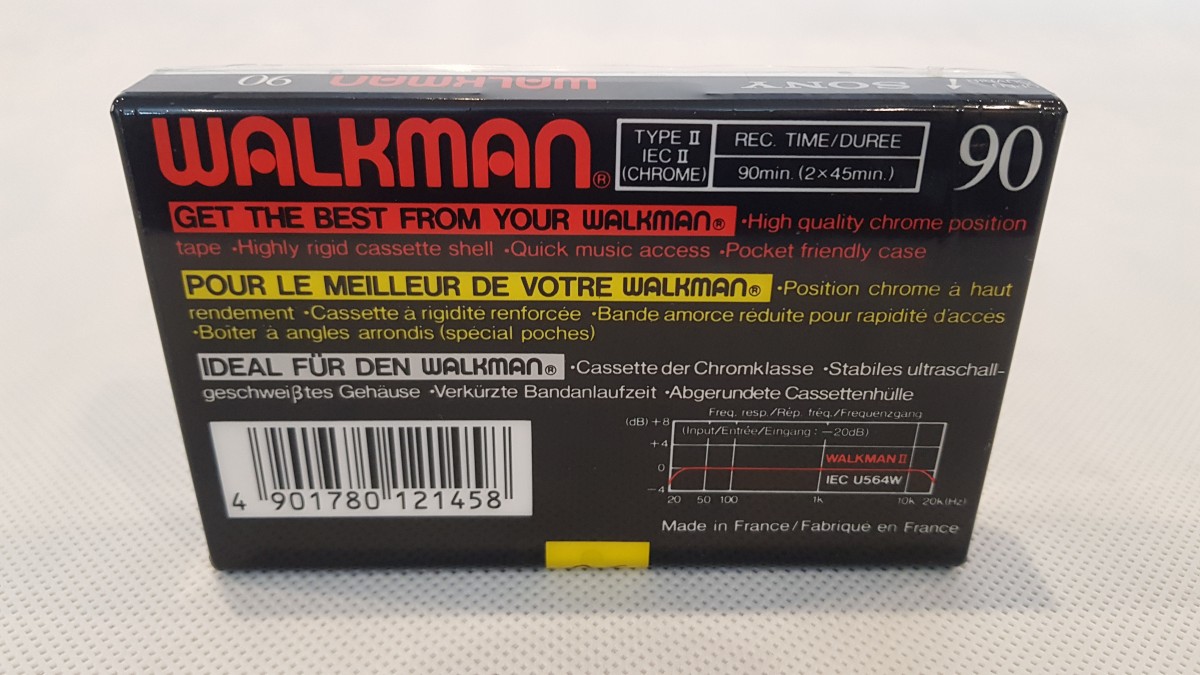 90 WALKMAN SONY
WALKMAN®
TYPE II
IEC II
(CHROME)
REC. TIME/DUREE
90min. (2×45min.)
90
GET THE BEST FROM YOUR WALKMAN® •High quality chrome position
tape •Highly rigid cassette shell •Quick music access •Pocket friendly case
POUR LE MEILLEUR DE VOTRE WALKMAN® •Position chrome à haut
rendement •Cassette à rigidité renforcée •Bande amorce réduite pour rapidité d'accès
•Boîter à angles arrondis (spécial poches)
IDEAL FÜR DEN WALKMAN® •Cassette der Chromklasse •Stabiles ultraschall-
geschweiβtes Gehäuse •Verkürzte Bandanlaufzeit •Abgerundete Cassettenhülle
Freq. resp./Rép. fréq./Frequenzgang
(dB) +8
(Input/Entrée/Eingang : −20dB)
+4
WALKMAN II
0
IEC U564W
−4
20 50 100 1k 10k 20k(Hz)
4 901780 121458
Made in France/Fabriqué en France